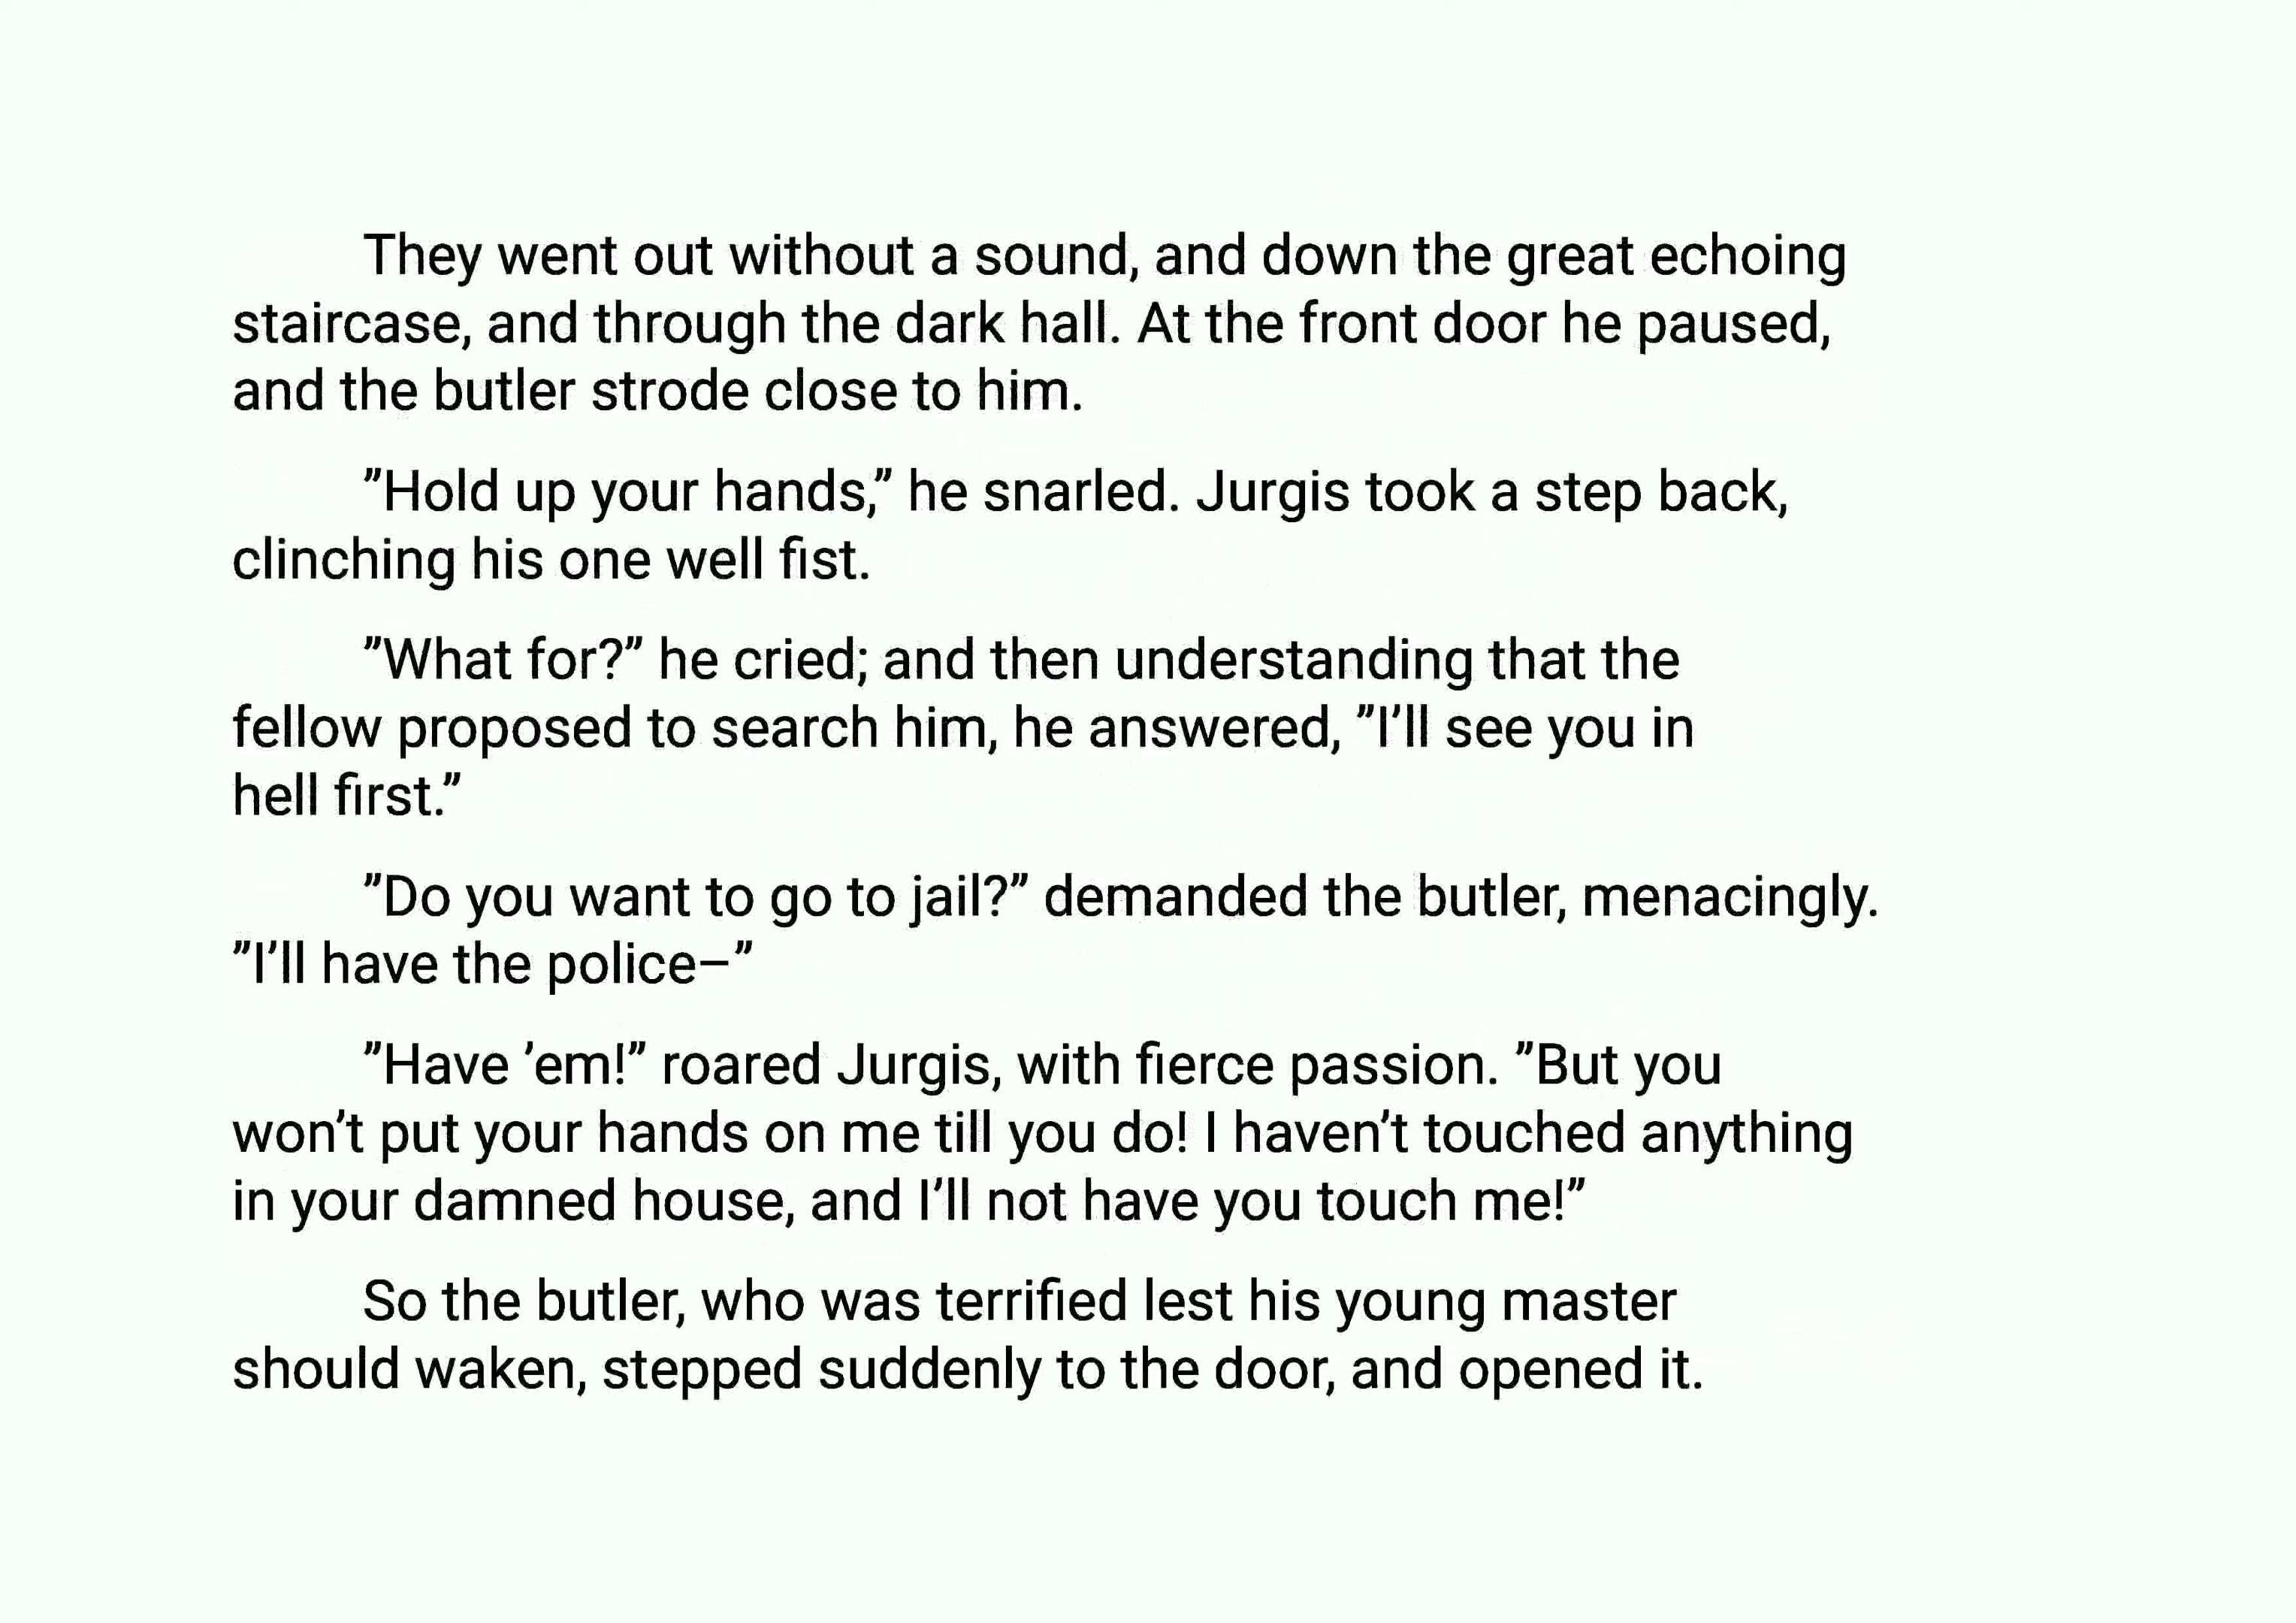 They went out without a sound, and down the great echoing
staircase, and through the dark hall. At the front door he paused,
and the butler strode close to him.
”Hold up your hands,” he snarled. Jurgis took a step back,
clinching his one well fist.
”What for?” he cried; and then understanding that the
fellow proposed to search him, he answered, ”I’ll see you in
hell first.”
”Do you want to go to jail?” demanded the butler, menacingly.
”I’ll have the police–”
”Have ’em!” roared Jurgis, with fierce passion. ”But you
won’t put your hands on me till you do! I haven’t touched anything
in your damned house, and I’ll not have you touch me!”
So the butler, who was terrified lest his young master
should waken, stepped suddenly to the door, and opened it.